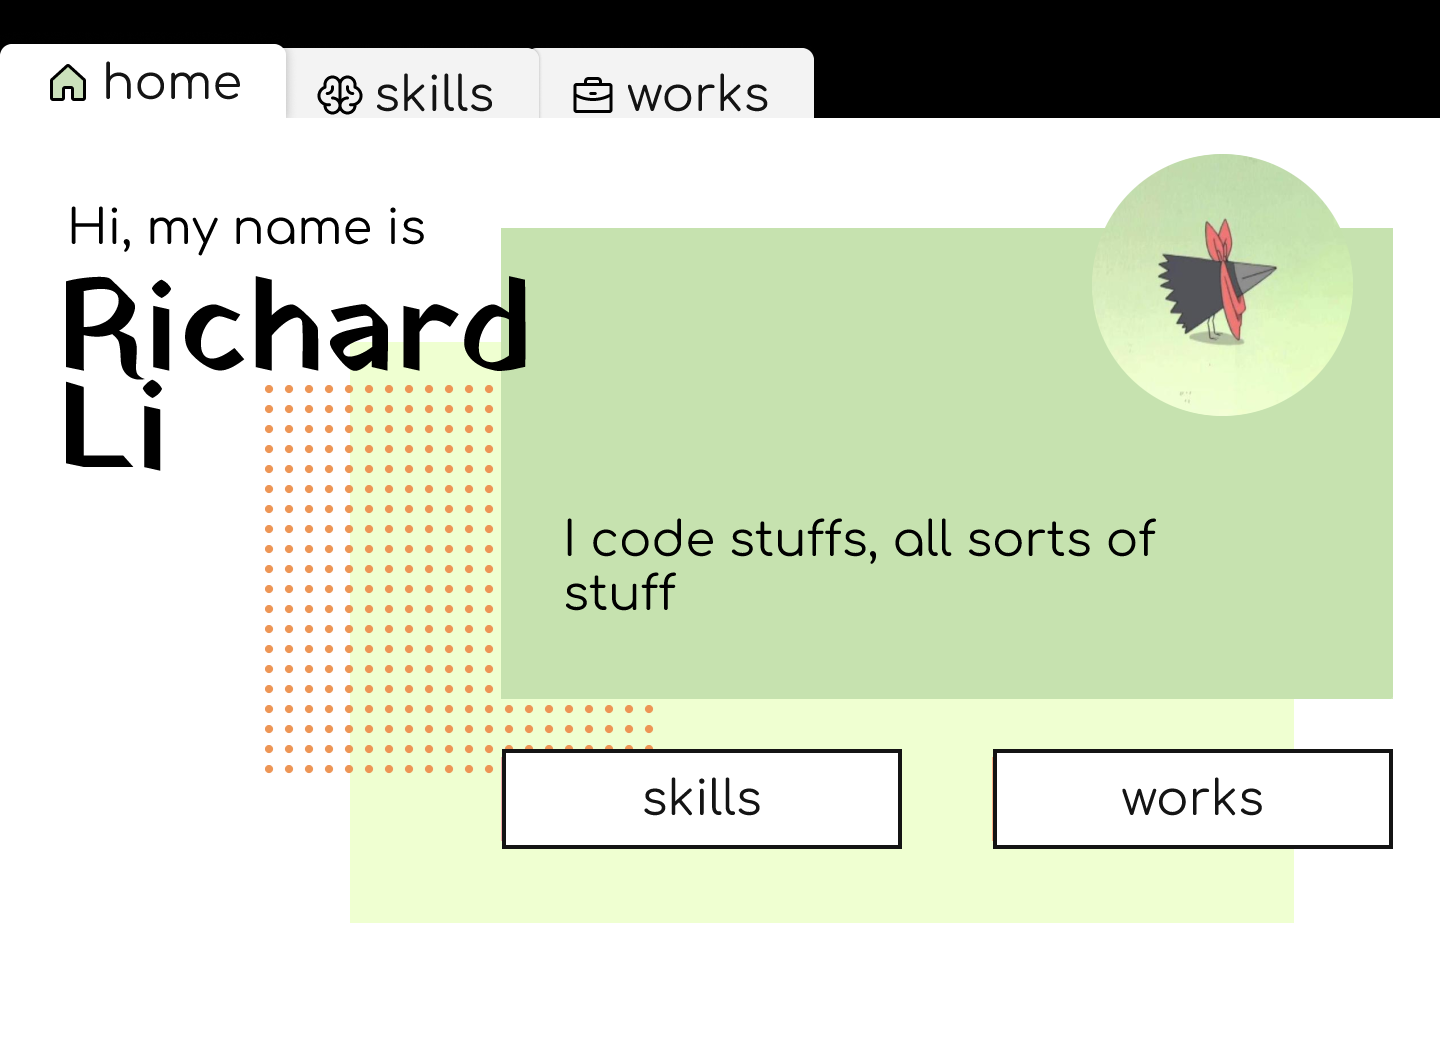 home
skills
works
Hi, my name is
Richard
Li
I code stuffs, all sorts of
stuff
skills
works